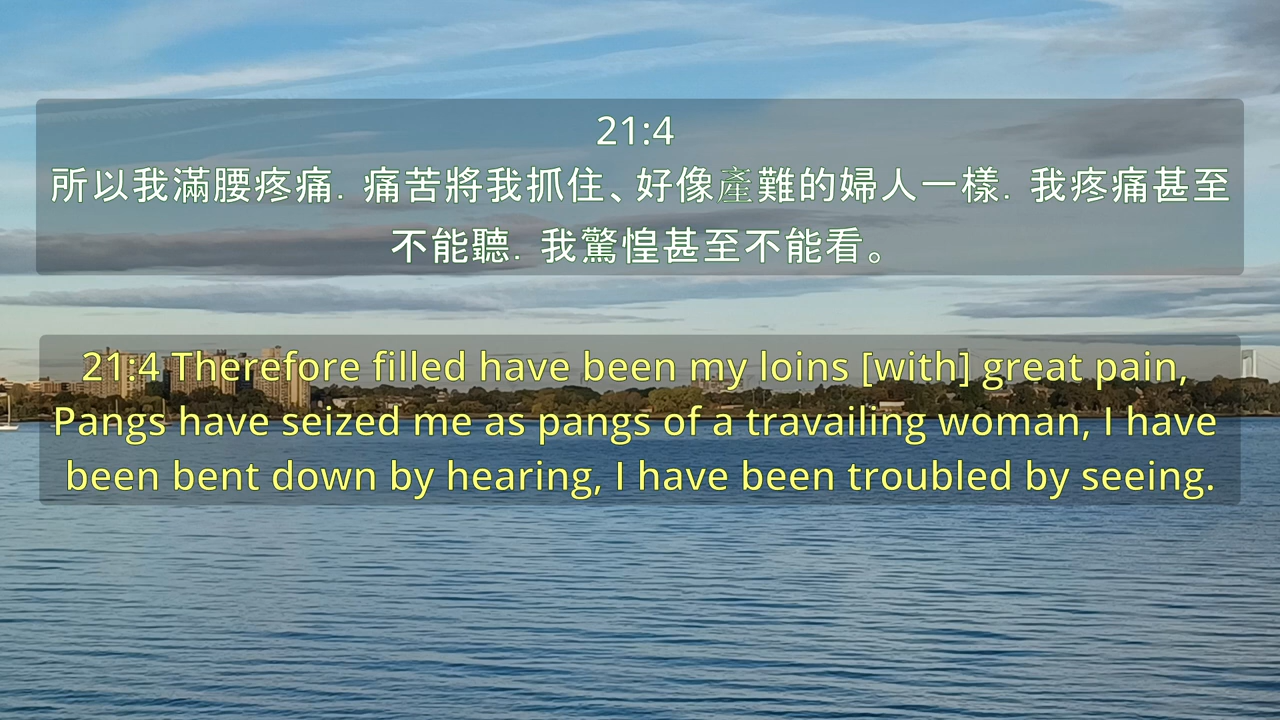 21:4
所以我滿腰疼痛．痛苦將我抓住、好像產難的婦人一樣．我疼痛甚至
不能聽．我驚惶甚至不能看。
21:4 Therefore filled have been my loins [with] great pain,
Pangs have seized me as pangs of a travailing woman, I have
been bent down by hearing, I have been troubled by seeing.